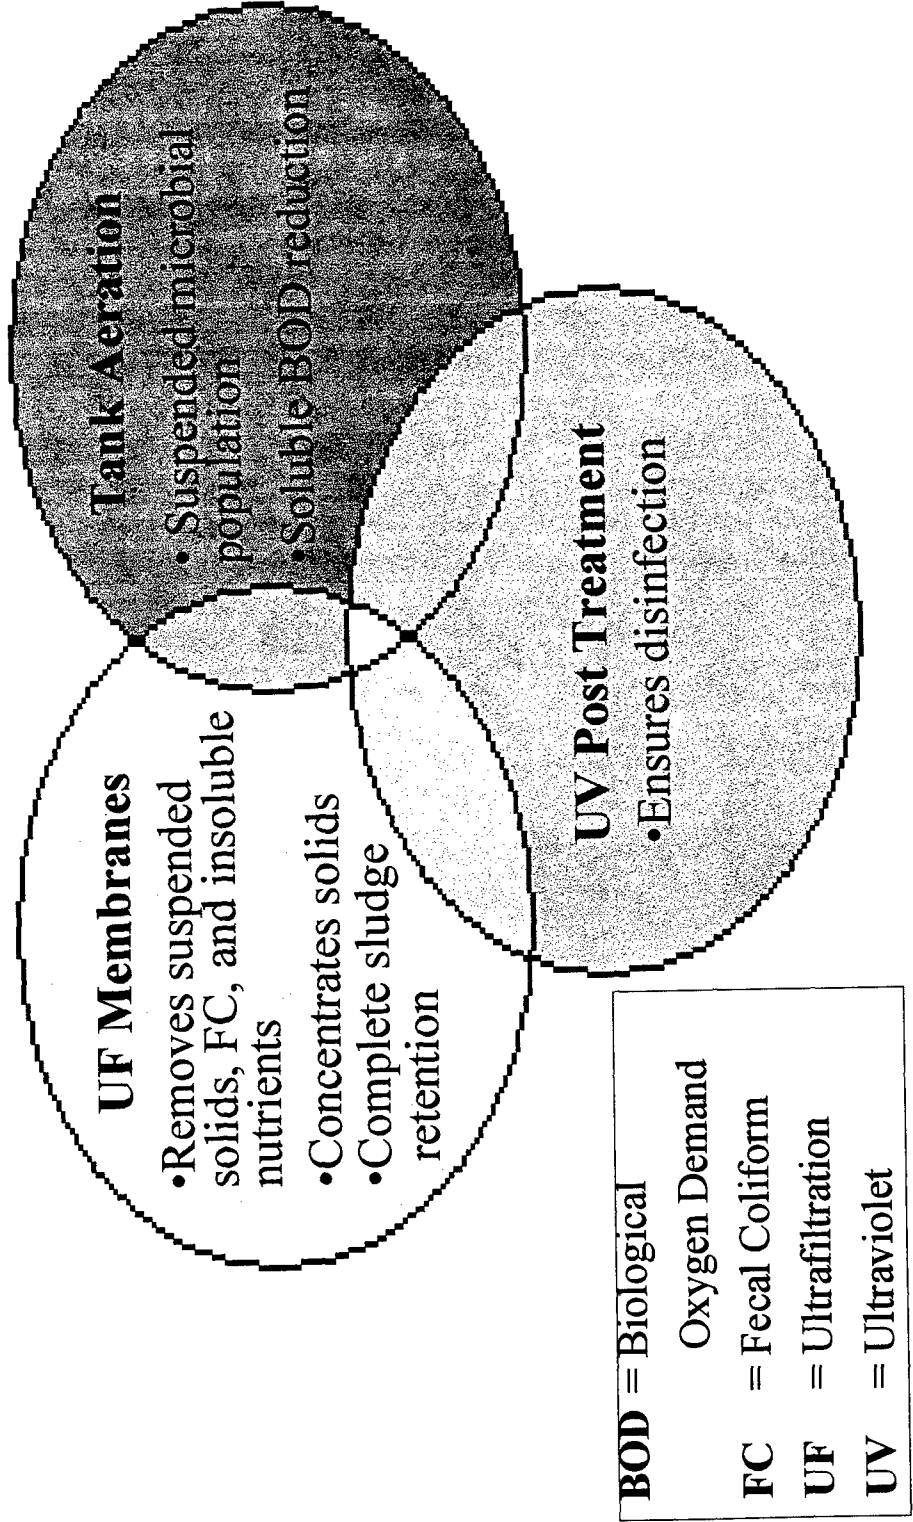 UF Membranes
•Removes suspended
solids, FC, and insoluble
nutrients
•Concentrates solids
•Complete sludge
retention
Tank Aeration
• Suspended microbial
population
•Soluble BOD reduction
UV Post Treatment
•Ensures disinfection
BOD = Biological
Oxygen Demand
FC = Fecal Coliform
UF = Ultrafiltration
UV = Ultraviolet